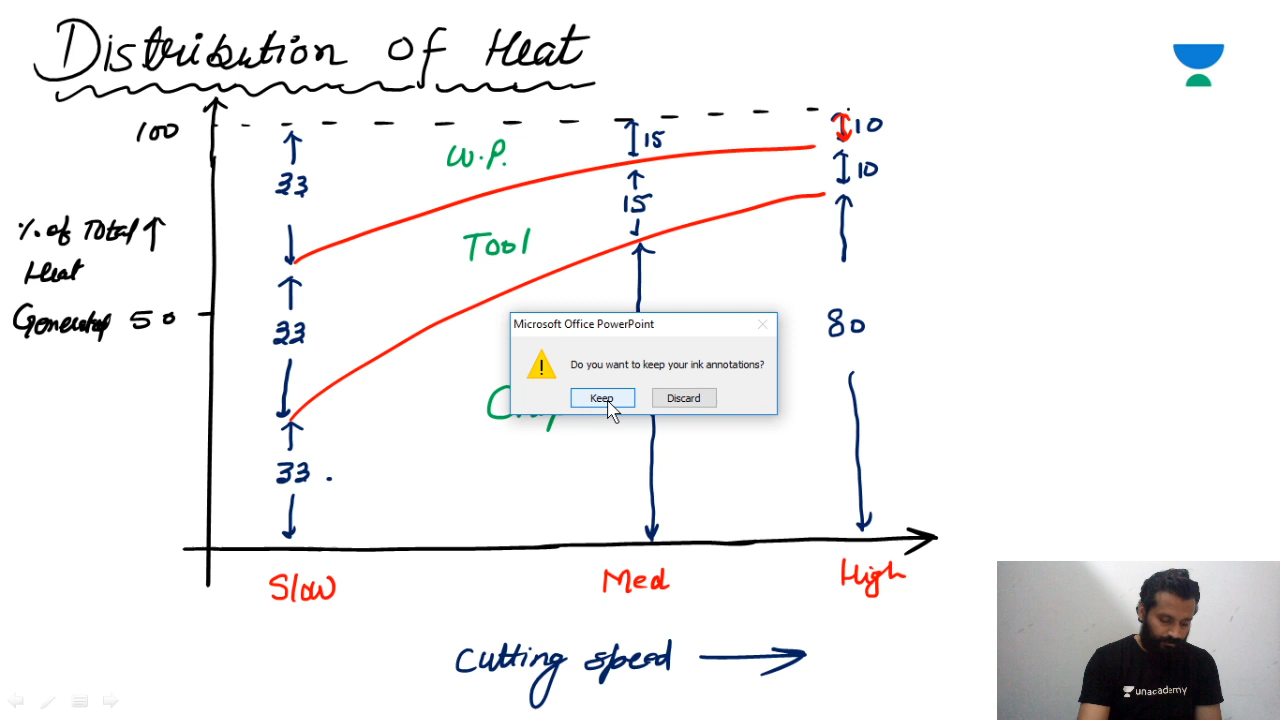 Distribution of Heat
100
33
W.P.
15
10
10
15
% of Total
Heat
Tool
50
33
80
Microsoft Office PowerPoint
Do you want to keep your ink annotations?
Keep
Discard
33
Slow
Med
High
Cutting speed
unacademy